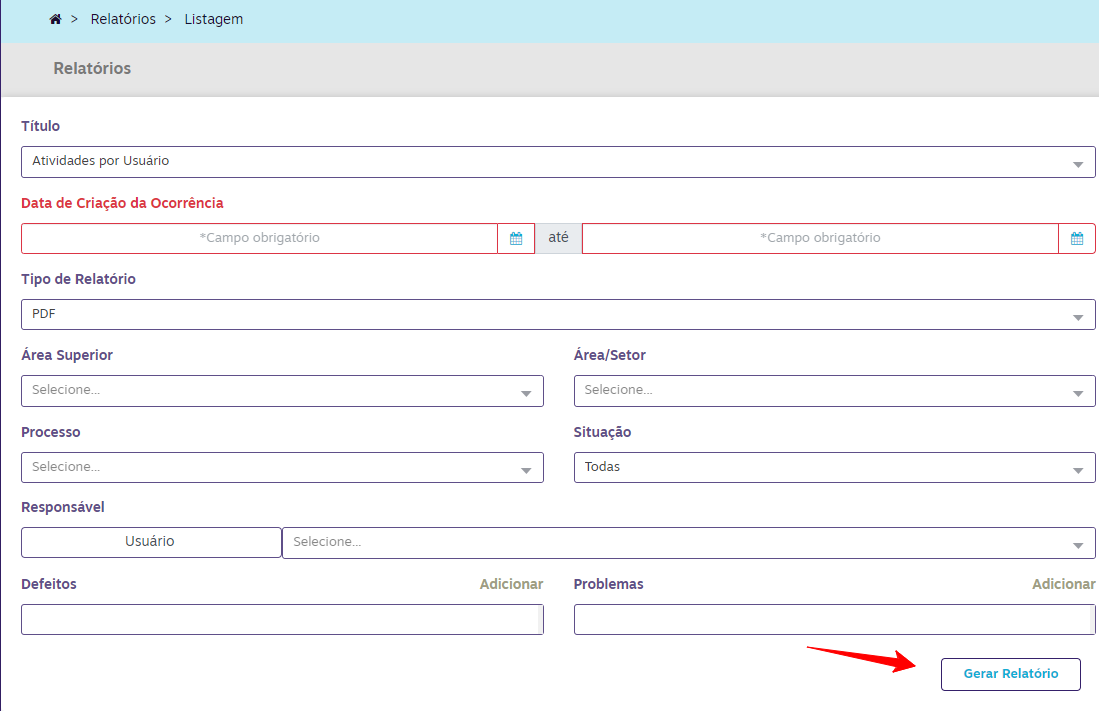 > Relatórios > Listagem
Relatórios
Título
Atividades por Usuário
Data de Criação da Ocorrência
*Campo obrigatório até *Campo obrigatório
Tipo de Relatório
PDF
Área Superior Área/Setor
Selecione... Selecione...
Processo Situação
Selecione... Todas
Responsável
Usuário Selecione...
Defeitos Adicionar Problemas Adicionar
Gerar Relatório